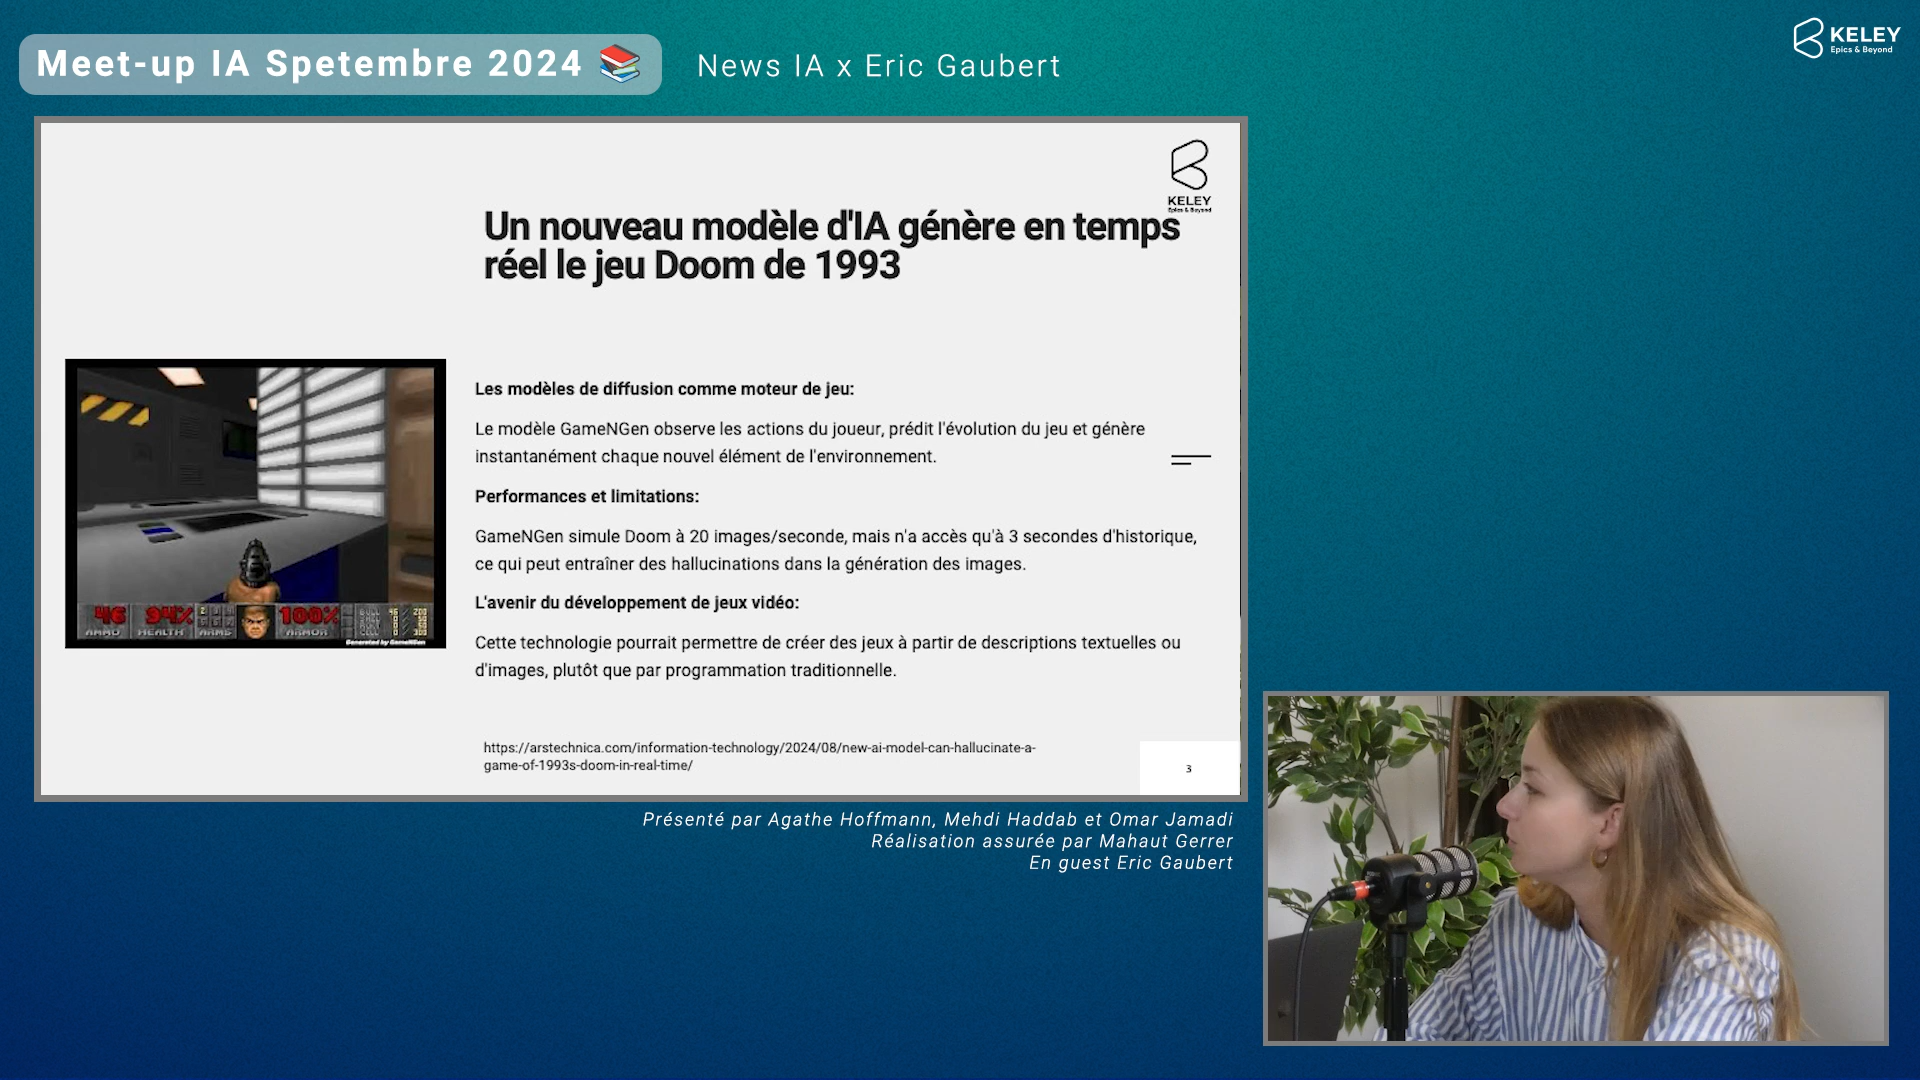 Meet-up IA Spetembre 2024
News IA x Eric Gaubert
KELEY
Epics & Beyond
KELEY
Epics & Beyond
Un nouveau modèle d'IA génère en temps
réel le jeu Doom de 1993
Les modèles de diffusion comme moteur de jeu:
Le modèle GameNGen observe les actions du joueur, prédit l'évolution du jeu et génère
instantanément chaque nouvel élément de l'environnement.
Performances et limitations:
GameNGen simule Doom à 20 images/seconde, mais n'a accès qu'à 3 secondes d'historique,
ce qui peut entraîner des hallucinations dans la génération des images.
L'avenir du développement de jeux vidéo:
Cette technologie pourrait permettre de créer des jeux à partir de descriptions textuelles ou
d'images, plutôt que par programmation traditionnelle.
46 94% 100%
AMMO HEALTH ARMS ARMOR
Generated by GameNGen
https://arstechnica.com/information-technology/2024/08/new-ai-model-can-hallucinate-a-
game-of-1993s-doom-in-real-time/
3
Présenté par Agathe Hoffmann, Mehdi Haddab et Omar Jamadi
Réalisation assurée par Mahaut Gerrer
En guest Eric Gaubert